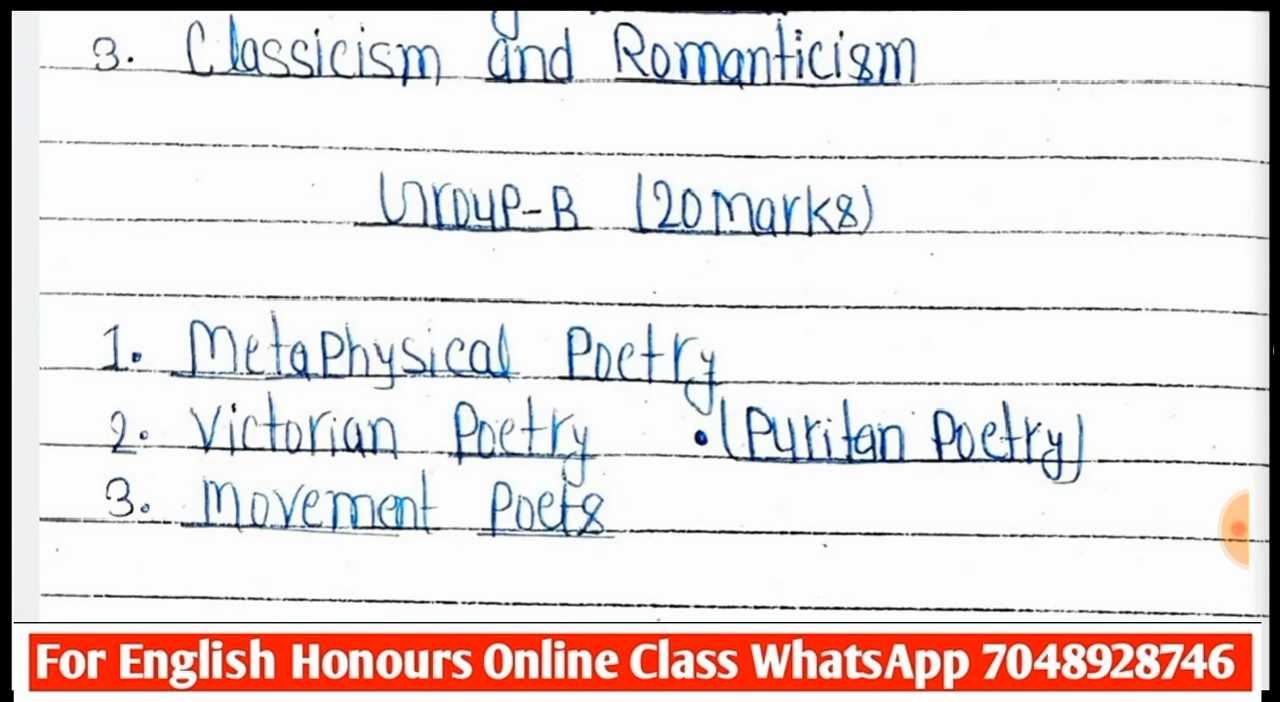 3. Classicism and Romanticism
Group-B (20 Marks)
1. Metaphysical Poetry
2. Victorian Poetry • (Puritan Poetry)
3. Movement Poets
For English Honours Online Class WhatsApp 7048928746